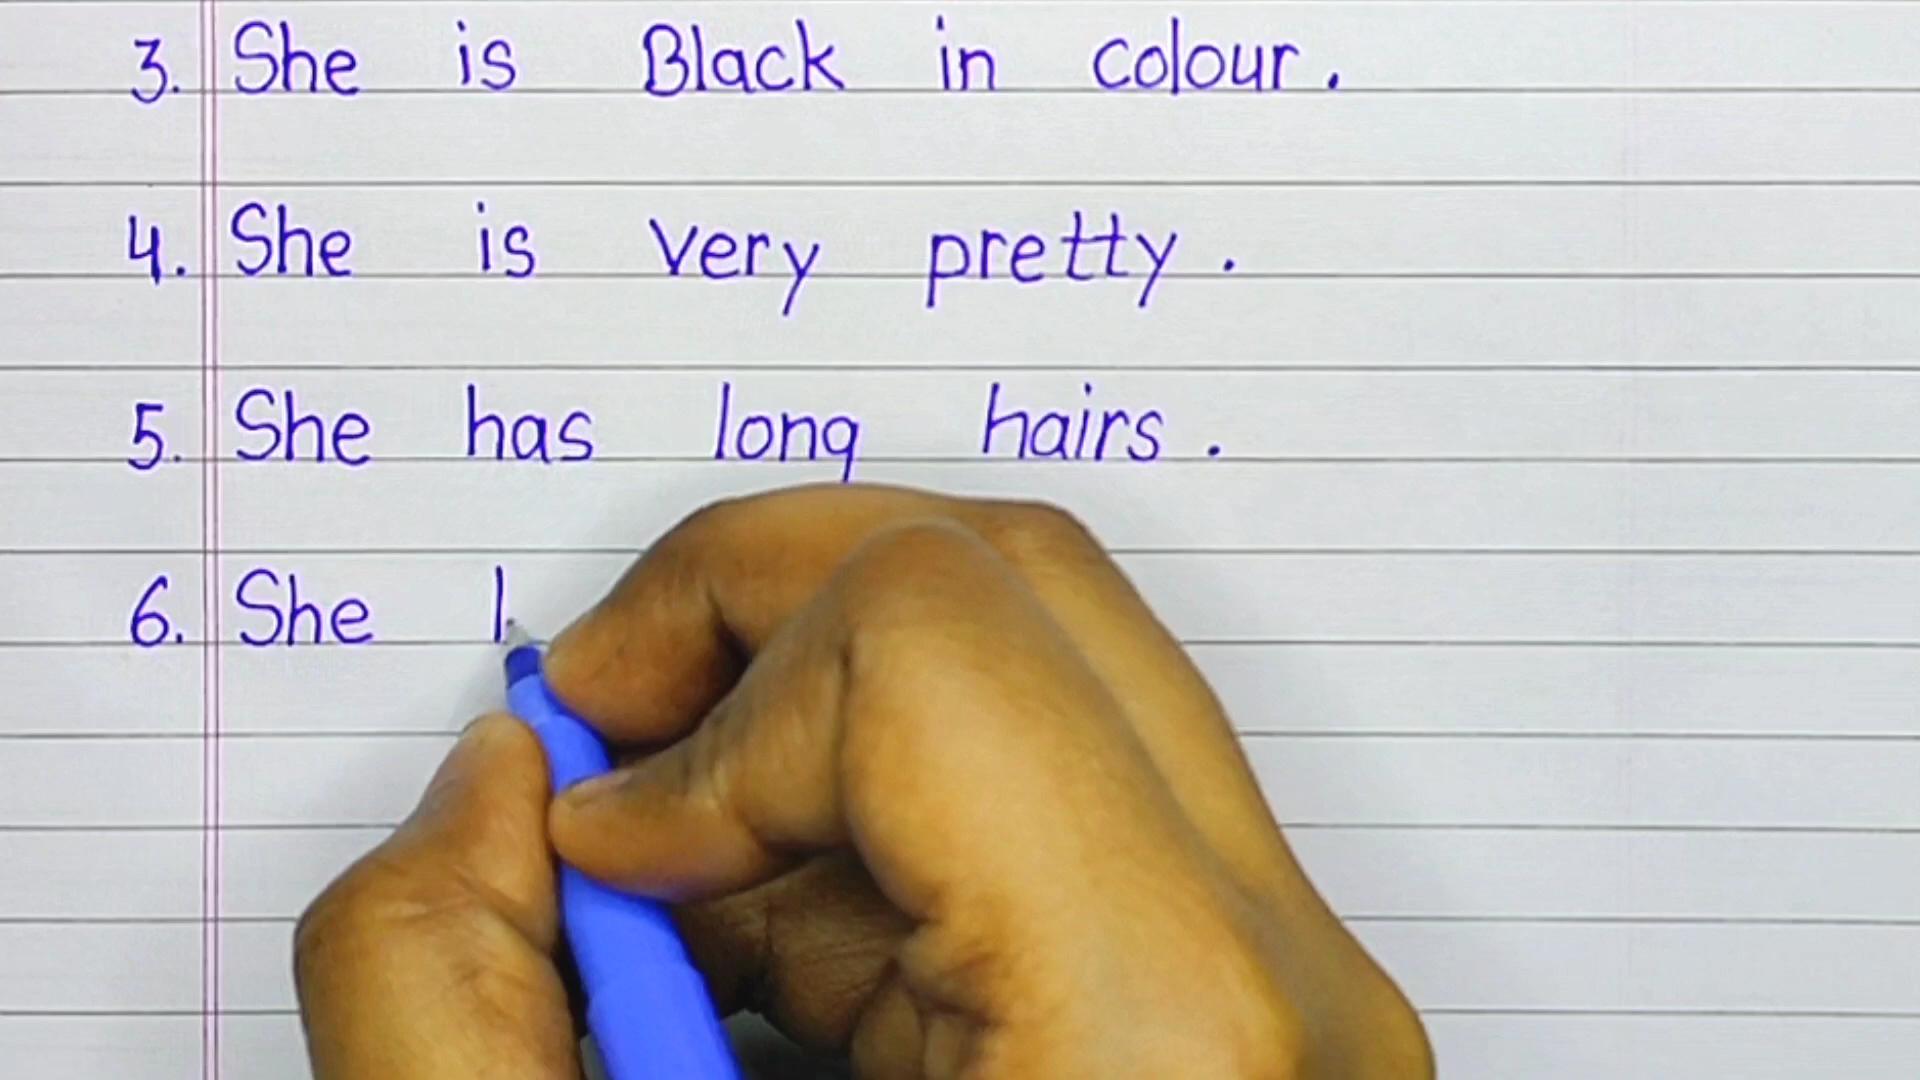 3. She is Black in colour.
4. She is very pretty.
5. She has long hairs.
6. She